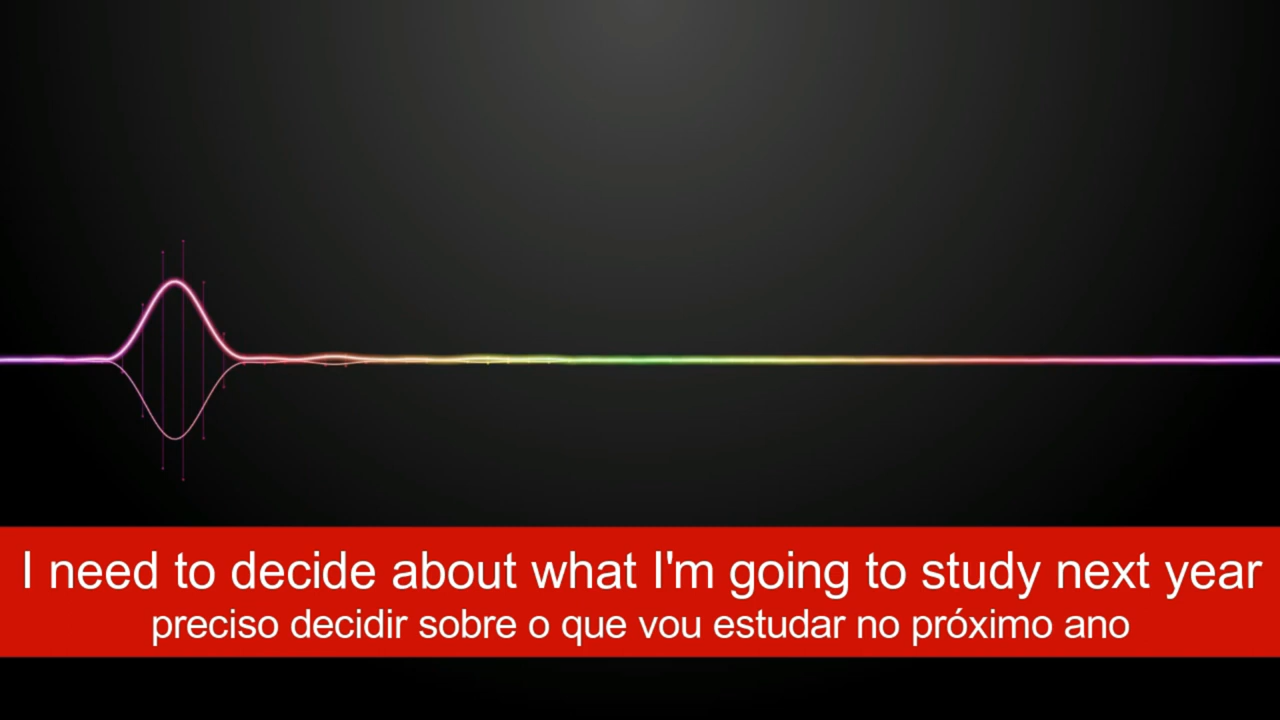 I need to decide about what I'm going to study next year
preciso decidir sobre o que vou estudar no próximo ano